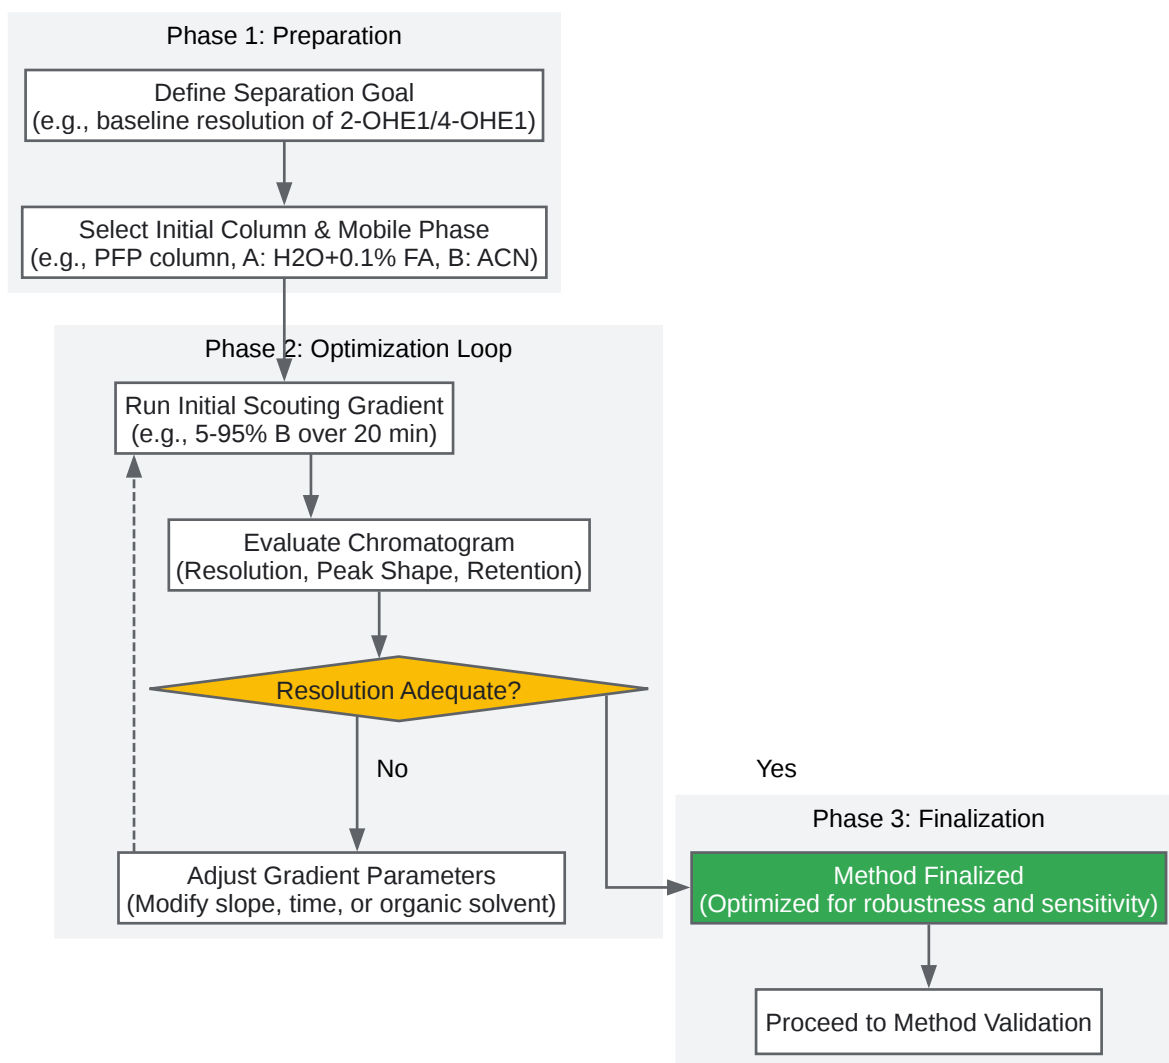 Phase 1: Preparation
Define Separation Goal
(e.g., baseline resolution of 2-OHE1/4-OHE1)
Select Initial Column & Mobile Phase
(e.g., PFP column, A: H2O+0.1% FA, B: ACN)
Phase 2: Optimization Loop
Run Initial Scouting Gradient
(e.g., 5-95% B over 20 min)
Evaluate Chromatogram
(Resolution, Peak Shape, Retention)
Resolution Adequate?
No
Yes
Adjust Gradient Parameters
(Modify slope, time, or organic solvent)
Phase 3: Finalization
Method Finalized
(Optimized for robustness and sensitivity)
Proceed to Method Validation